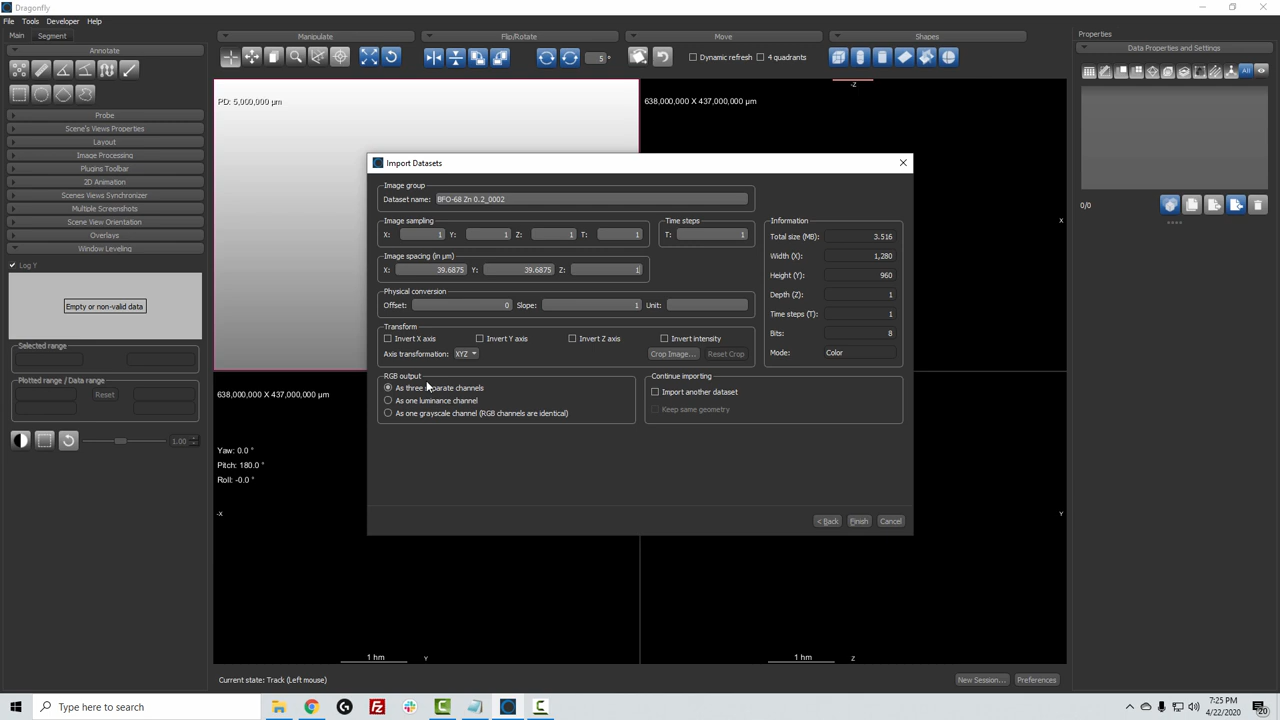 Dragonfly
File Tools Developer Help
Main Segment
Annotate
Probe
Scene's Views Properties
Layout
Image Processing
Plugins Toolbar
2D Animation
Scenes Views Synchronizer
Multiple Screenshots
Scene View Orientation
Overlays
Window Leveling
Log Y
Empty or non-valid data
Selected range
Plotted range / Data range
Reset
1.00
Manipulate
Flip/Rotate
5 °
Move
Dynamic refresh 4 quadrants
Shapes
PD: 5,000,000 µm
638,000,000 X 437,000,000 µm
-Z
X
638,000,000 X 437,000,000 µm
Yaw: 0.0 °
Pitch: 180.0 °
Roll: -0.0 °
-X
Y
1 hm Y
1 hm Z
Import Datasets
Image group
Dataset name: BFO-68 Zn 0.2_0002
Image sampling
X: 1 Y: 1 Z: 1 T: 1
Time steps
T: 1
Image spacing (in µm)
X: 39.6875 Y: 39.6875 Z: 1
Physical conversion
Offset: 0 Slope: 1 Unit:
Transform
Invert X axis Invert Y axis Invert Z axis Invert intensity
Axis transformation: XYZ Crop Image... Reset Crop
RGB output
As three separate channels
As one luminance channel
As one grayscale channel (RGB channels are identical)
Information
Total size (MB): 3.516
Width (X): 1,280
Height (Y): 960
Depth (Z): 1
Time steps (T): 1
Bits: 8
Mode: Color
Continue importing
Import another dataset
Keep same geometry
< Back Finish Cancel
Properties
Data Properties and Settings
All
0/0
Current state: Track (Left mouse)
New Session... Preferences
Type here to search
7:25 PM
4/22/2020
20